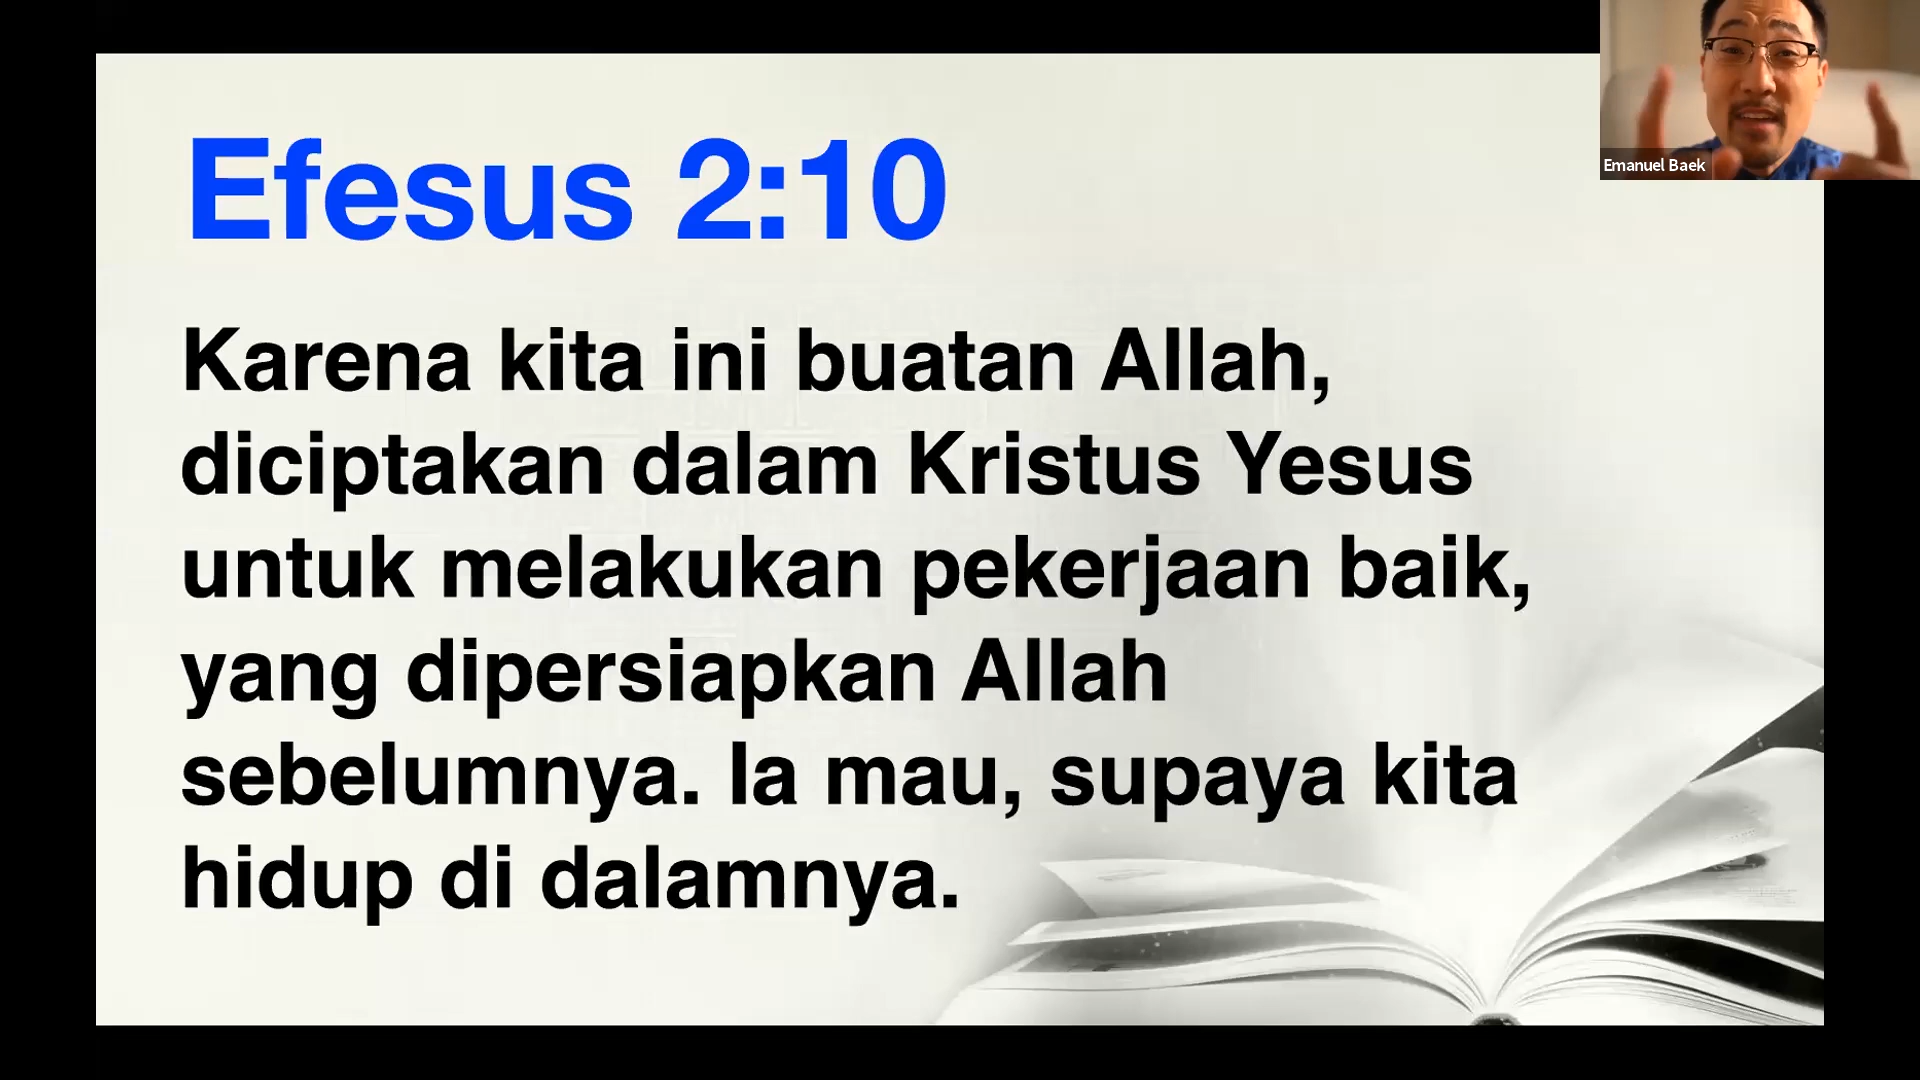 Efesus 2:10
Karena kita ini buatan Allah,
diciptakan dalam Kristus Yesus
untuk melakukan pekerjaan baik,
yang dipersiapkan Allah
sebelumnya. Ia mau, supaya kita
hidup di dalamnya.
Emanuel Baek